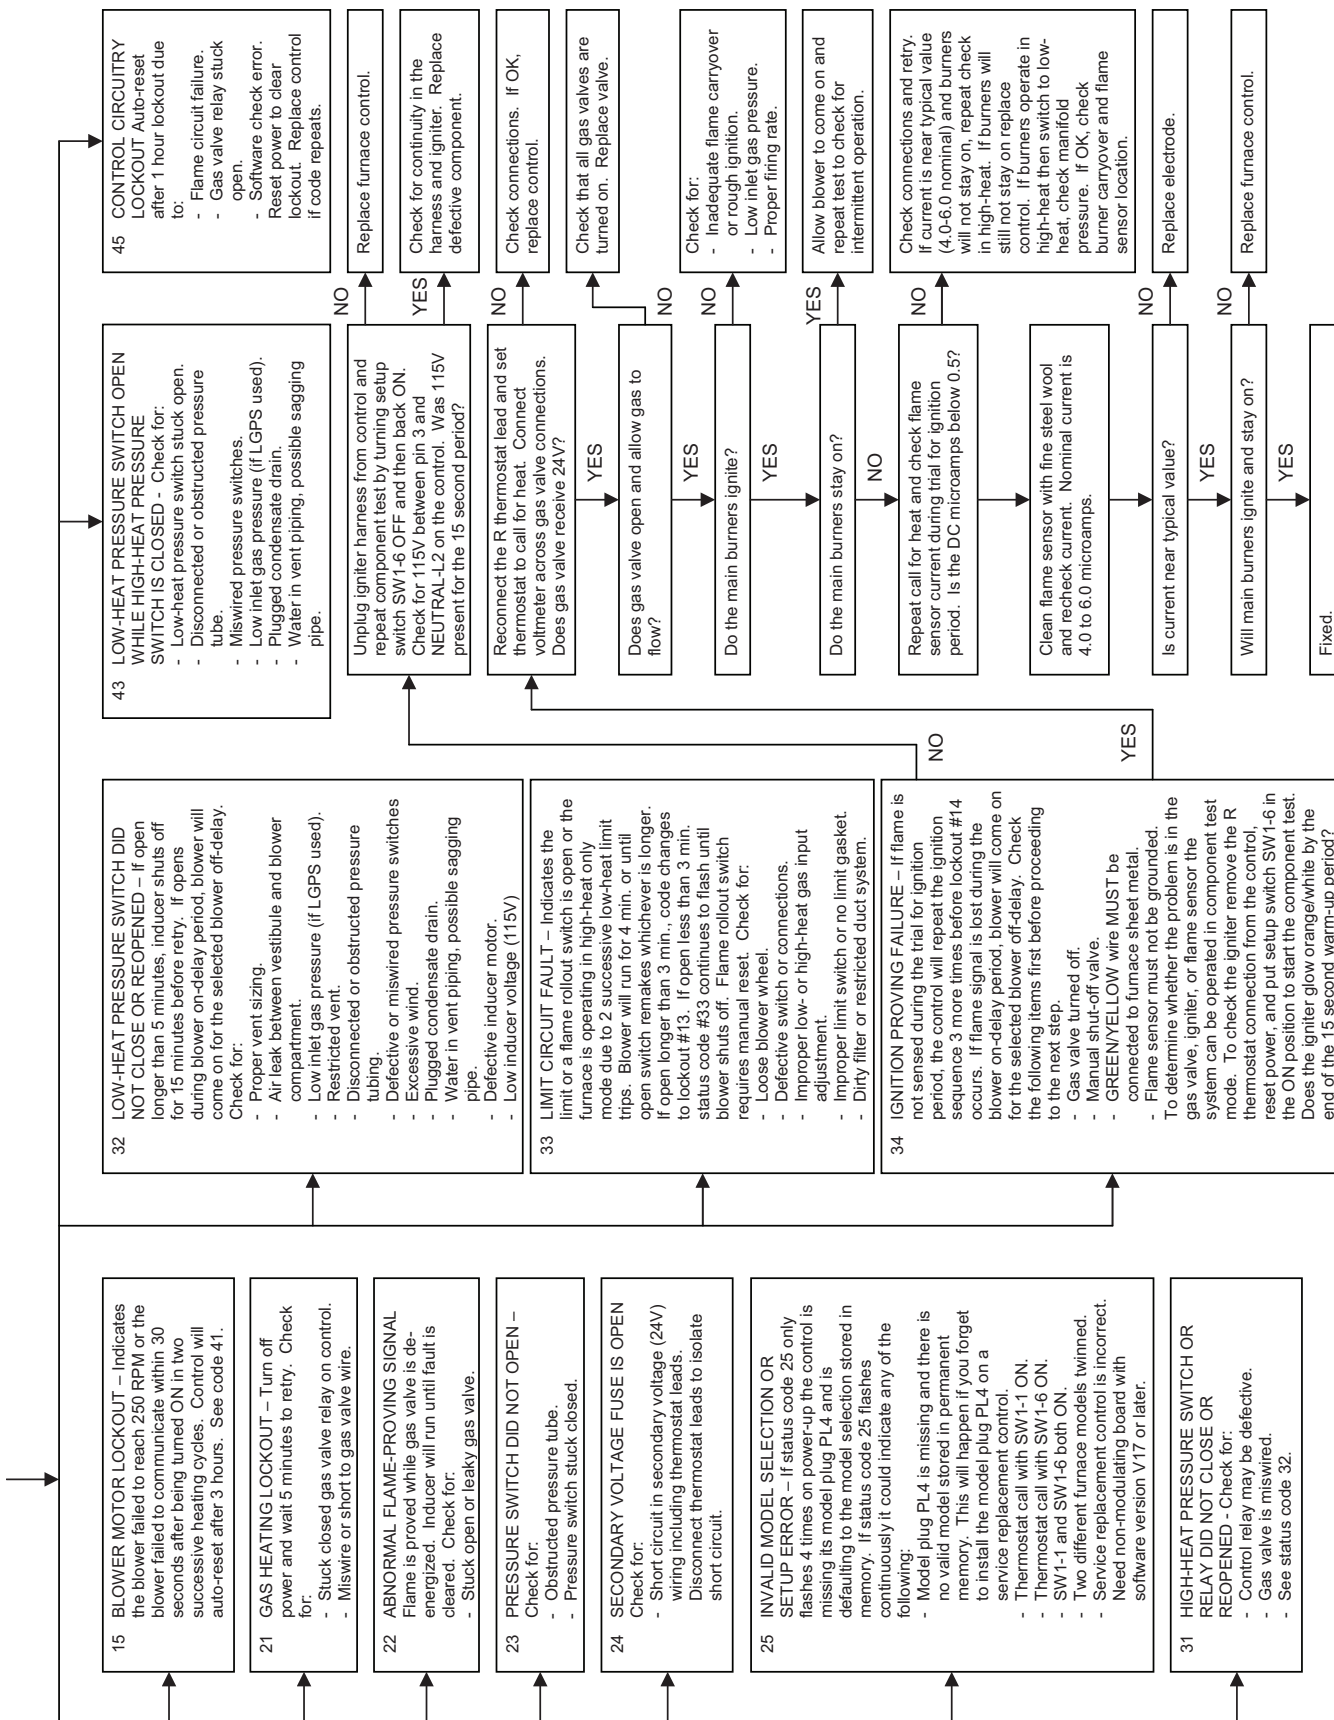 15 BLOWER MOTOR LOCKOUT – Indicates
the blower failed to reach 250 RPM or the
blower failed to communicate within 30
seconds after being turned ON in two
successive heating cycles. Control will
auto-reset after 3 hours. See code 41.
21 GAS HEATING LOCKOUT – Turn off
power and wait 5 minutes to retry. Check
for:
- Stuck closed gas valve relay on control.
- Miswire or short to gas valve wire.
22 ABNORMAL FLAME-PROVING SIGNAL
Flame is proved while gas valve is de-
energized. Inducer will run until fault is
cleared. Check for:
- Stuck open or leaky gas valve.
23 PRESSURE SWITCH DID NOT OPEN –
Check for:
- Obstructed pressure tube.
- Pressure switch stuck closed.
24 SECONDARY VOLTAGE FUSE IS OPEN
Check for:
- Short circuit in secondary voltage (24V)
wiring including thermostat leads.
Disconnect thermostat leads to isolate
short circuit.
25 INVALID MODEL SELECTION OR
SETUP ERROR – If status code 25 only
flashes 4 times on power-up the control is
missing its model plug PL4 and is
defaulting to the model selection stored in
memory. If status code 25 flashes
continuously it could indicate any of the
following:
- Model plug PL4 is missing and there is
no valid model stored in permanent
memory. This will happen if you forget
to install the model plug PL4 on a
service replacement control.
- Thermostat call with SW1-1 ON.
- Thermostat call with SW1-6 ON.
- SW1-1 and SW1-6 both ON.
- Two different furnace models twinned.
- Service replacement control is incorrect.
Need non-modulating board with
software version V17 or later.
31 HIGH-HEAT PRESSURE SWITCH OR
RELAY DID NOT CLOSE OR
REOPENED - Check for:
- Control relay may be defective.
- Gas valve is miswired.
- See status code 32.
32 LOW-HEAT PRESSURE SWITCH DID
NOT CLOSE OR REOPENED – If open
longer than 5 minutes, inducer shuts off
for 15 minutes before retry. If opens
during blower on-delay period, blower will
come on for the selected blower off-delay.
Check for:
- Proper vent sizing.
- Air leak between vestibule and blower
compartment.
- Low inlet gas pressure (if LGPS used).
- Restricted vent.
- Disconnected or obstructed pressure
tubing.
- Defective or miswired pressure switches
- Excessive wind.
- Plugged condensate drain.
- Water in vent piping, possible sagging
pipe.
- Defective inducer motor.
- Low inducer voltage (115V)
33 LIMIT CIRCUIT FAULT – Indicates the
limit or a flame rollout switch is open or the
furnace is operating in high-heat only
mode due to 2 successive low-heat limit
trips. Blower will run for 4 min. or until
open switch remakes whichever is longer.
If open longer than 3 min., code changes
to lockout #13. If open less than 3 min.
status code #33 continues to flash until
blower shuts off. Flame rollout switch
requires manual reset. Check for:
- Loose blower wheel.
- Defective switch or connections.
- Improper low- or high-heat gas input
adjustment.
- Improper limit switch or no limit gasket.
- Dirty filter or restricted duct system.
34 IGNITION PROVING FAILURE – If flame is
not sensed during the trial for ignition
period, the control will repeat the ignition
sequence 3 more times before lockout #14
occurs. If flame signal is lost during the
blower on-delay period, blower will come on
for the selected blower off-delay. Check
the following items first before proceeding
to the next step.
- Gas valve turned off.
- Manual shut-off valve.
- GREEN/YELLOW wire MUST be
connected to furnace sheet metal.
- Flame sensor must not be grounded.
To determine whether the problem is in the
gas valve, igniter, or flame sensor the
system can be operated in component test
mode. To check the igniter remove the R
thermostat connection from the control,
reset power, and put setup switch SW1-6 in
the ON position to start the component test.
Does the igniter glow orange/white by the
end of the 15 second warm-up period?
NO
YES
43 LOW-HEAT PRESSURE SWITCH OPEN
WHILE HIGH-HEAT PRESSURE
SWITCH IS CLOSED - Check for:
- Low-heat pressure switch stuck open.
- Disconnected or obstructed pressure
tube.
- Miswired pressure switches.
- Low inlet gas pressure (if LGPS used).
- Plugged condensate drain.
- Water in vent piping, possible sagging
pipe.
Unplug igniter harness from control and
repeat component test by turning setup
switch SW1-6 OFF and then back ON.
Check for 115V between pin 3 and
NEUTRAL-L2 on the control. Was 115V
present for the 15 second period?
NO
YES
Reconnect the R thermostat lead and set
thermostat to call for heat. Connect
voltmeter across gas valve connections.
Does gas valve receive 24V?
NO
YES
Does gas valve open and allow gas to
flow?
NO
YES
Do the main burners ignite?
NO
YES
Do the main burners stay on?
YES
NO
Repeat call for heat and check flame
sensor current during trial for ignition
period. Is the DC microamps below 0.5?
NO
Clean flame sensor with fine steel wool
and recheck current. Nominal current is
4.0 to 6.0 microamps.
Is current near typical value?
NO
YES
Will main burners ignite and stay on?
NO
YES
Fixed.
45 CONTROL CIRCUITRY
LOCKOUT Auto-reset
after 1 hour lockout due
to:
- Flame circuit failure.
- Gas valve relay stuck
open.
- Software check error.
Reset power to clear
lockout. Replace control
if code repeats.
Replace furnace control.
Check for continuity in the
harness and igniter. Replace
defective component.
Check connections. If OK,
replace control.
Check that all gas valves are
turned on. Replace valve.
Check for:
- Inadequate flame carryover
or rough ignition.
- Low inlet gas pressure.
- Proper firing rate.
Allow blower to come on and
repeat test to check for
intermittent operation.
Check connections and retry.
If current is near typical value
(4.0-6.0 nominal) and burners
will not stay on, repeat check
in high-heat. If burners will
still not stay on replace
control. If burners operate in
high-heat then switch to low-
heat, check manifold
pressure. If OK, check
burner carryover and flame
sensor location.
Replace electrode.
Replace furnace control.